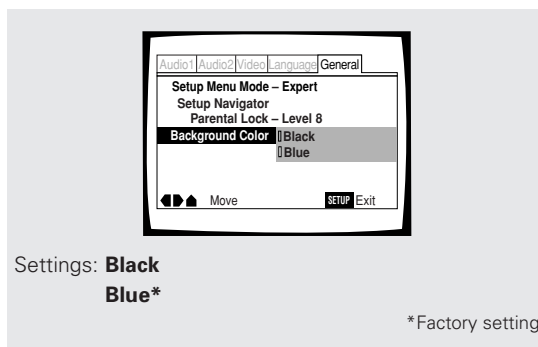 Audio1 Audio2 Video Language General
Setup Menu Mode – Expert
Setup Navigator
Parental Lock – Level 8
Background Color Black
Blue
Move SETUP Exit
Settings: Black
Blue*
*Factory setting